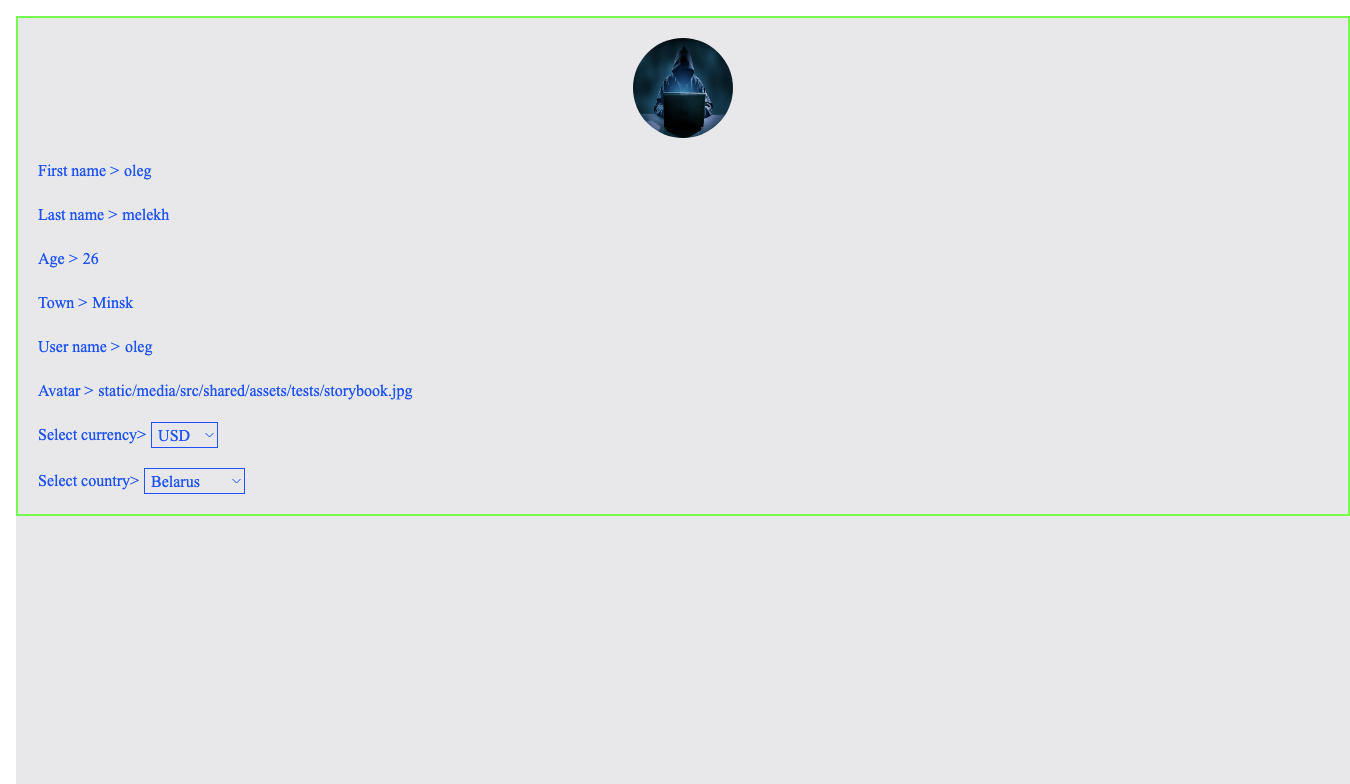 First name > oleg
Last name > melekh
Age > 26
Town > Minsk
User name > oleg
Avatar > static/media/src/shared/assets/tests/storybook.jpg
Select currency> USD
Select country> Belarus